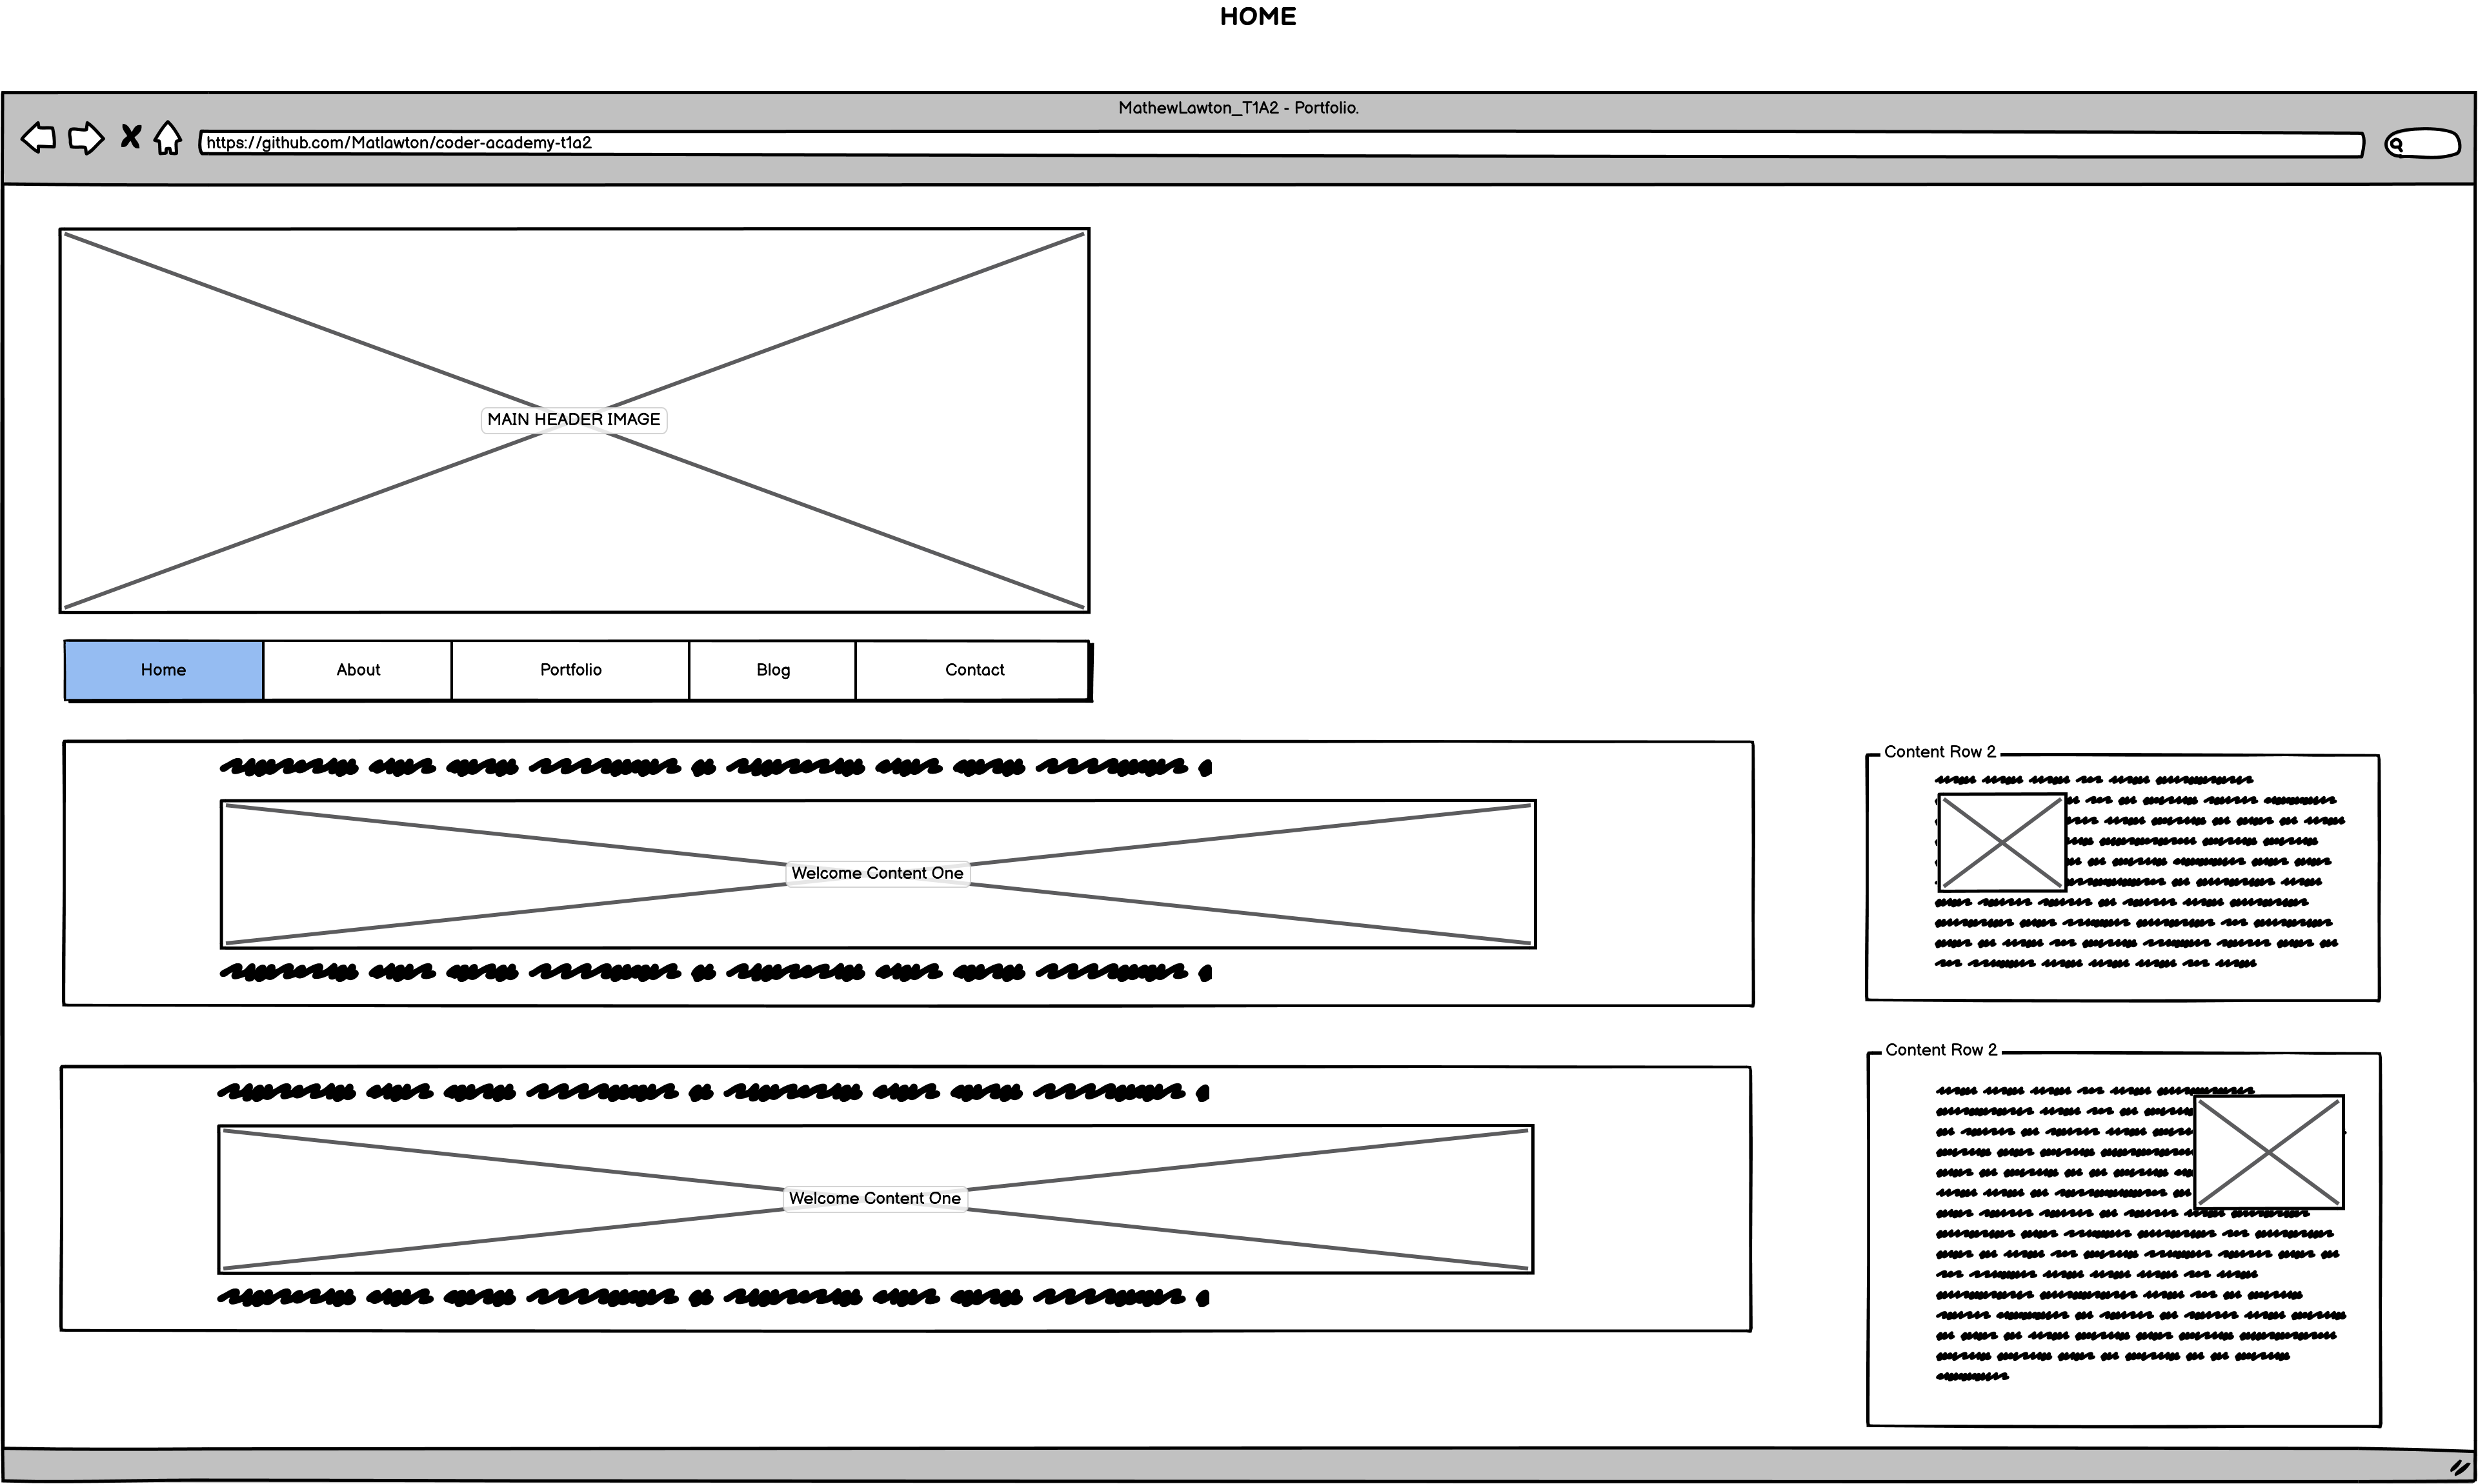 HOME
MathewLawton_T1A2 - Portfolio.
https://github.com/Matlawton/coder-academy-t1a2
MAIN HEADER IMAGE
Home About Portfolio Blog Contact
Welcome Content One
Content Row 2
Welcome Content One
Content Row 2